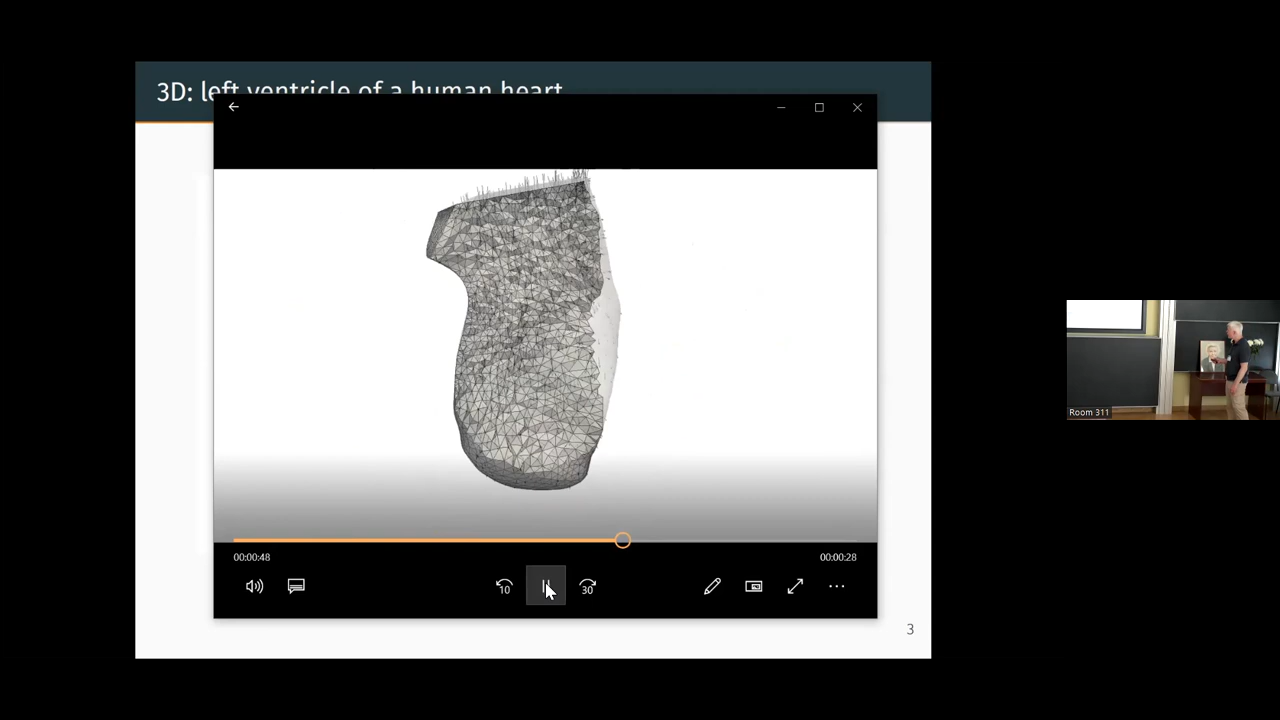 3D: left ventricle of a human heart
00:00:48
00:00:28
10
30
3
Room 311